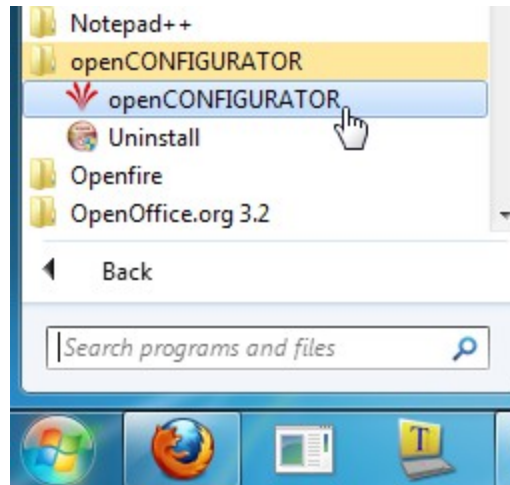 Notepad++
openCONFIGURATOR
openCONFIGURATOR
Uninstall
Openfire
OpenOffice.org 3.2
Back
Search programs and files
T